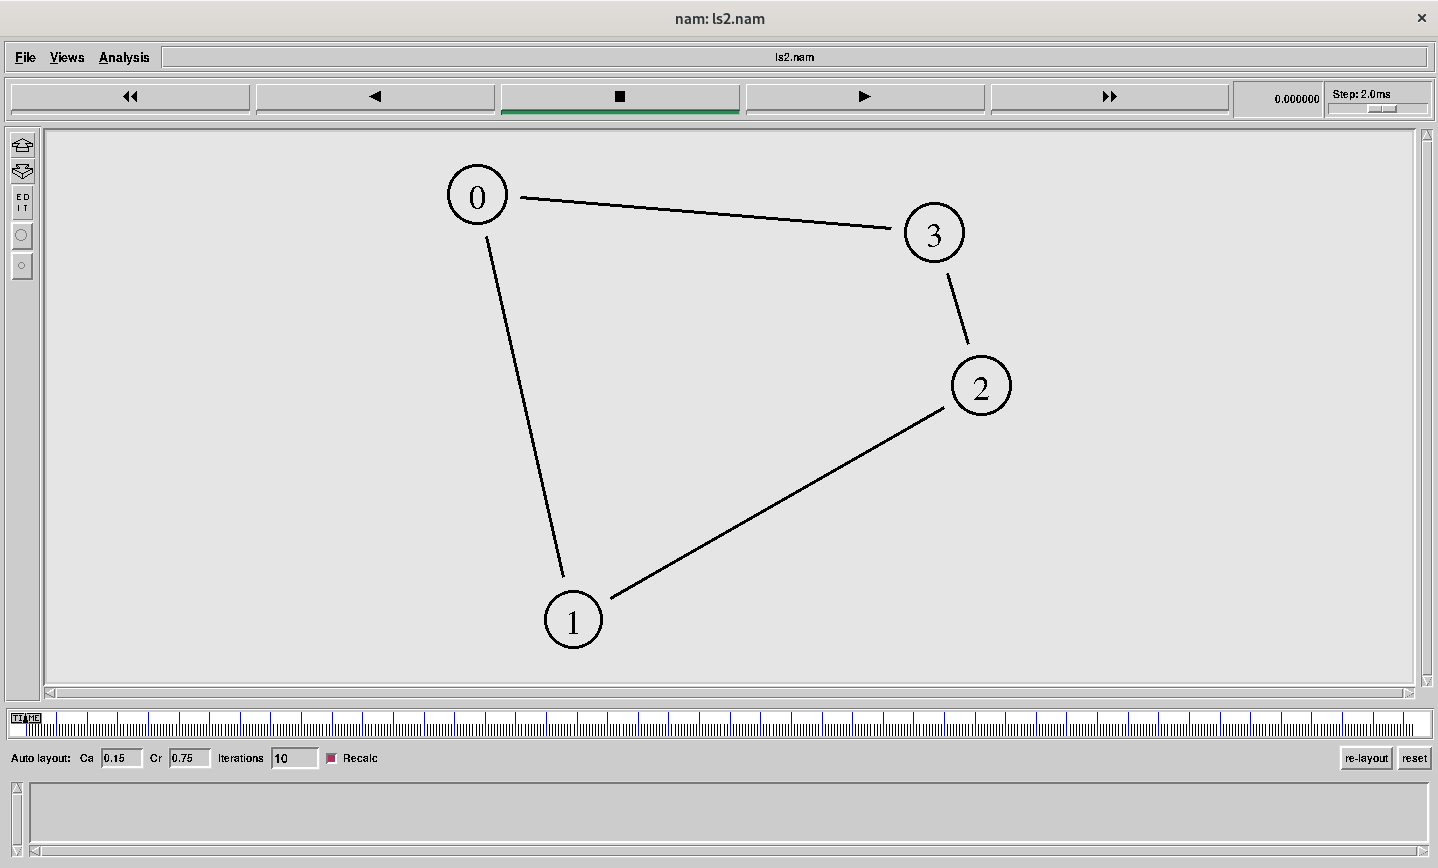 nam: ls2.nam
File Views Analysis ls2.nam
0.000000 Step: 2.0ms
E D
I T
0
3
2
1
TIME
Auto layout: Ca 0.15 Cr 0.75 Iterations 10 Recalc re-layout reset